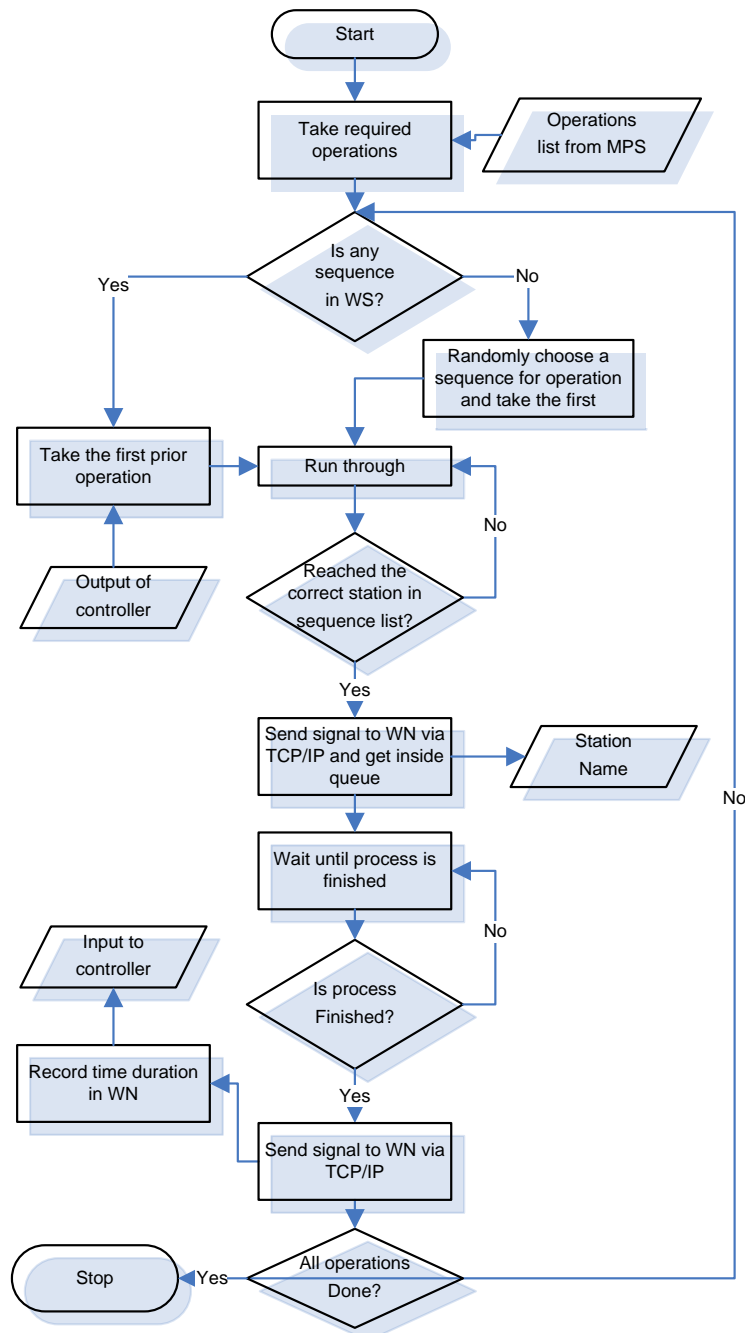 Start
Take required
operations
Operations
list from MPS
Is any
sequence
in WS?
Yes
No
Randomly choose a
sequence for operation
and take the first
Take the first prior
operation
Run through
No
Output of
controller
Reached the
correct station in
sequence list?
Yes
Send signal to WN via
TCP/IP and get inside
queue
Station
Name
No
Wait until process is
finished
No
Input to
controller
Is process
Finished?
Record time duration
in WN
Yes
Send signal to WN via
TCP/IP
All operations
Done?
Yes
Stop